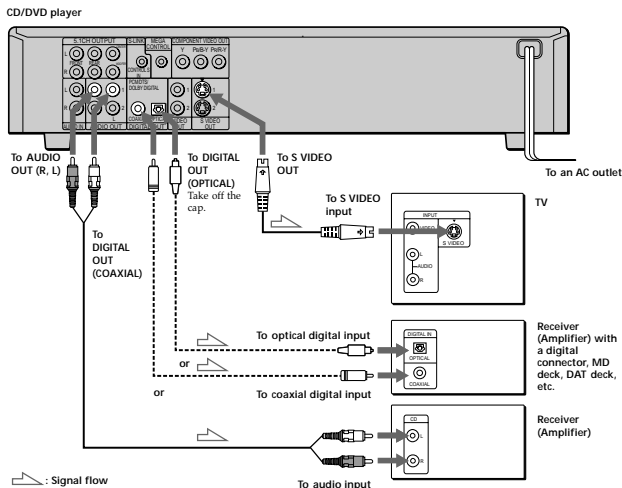 CD/DVD player
5.1CH OUTPUT
S-LINK
MEGA CONTROL
COMPONENT VIDEO OUT
Y PB/B-Y PR/R-Y
L
R
CONTROL S IN
PCM/DTS/
DOLBY DIGITAL
L
R
1
2
1
2
1
2
COAXIAL OPTICAL
AUDIO OUT
S VIDEO
OUT
To AUDIO
OUT (R, L)
To DIGITAL
OUT
(OPTICAL)
Take off the
cap.
To S VIDEO
OUT
To an AC outlet
To
DIGITAL
OUT
(COAXIAL)
To S VIDEO
input
TV
INPUT
VIDEO
S VIDEO
L
AUDIO
R
To optical digital input
or
To coaxial digital input
DIGITAL IN
OPTICAL
COAXIAL
Receiver
(Amplifier) with
a digital
connector, MD
deck, DAT deck,
etc.
or
CD
L
R
Receiver
(Amplifier)
To audio input
: Signal flow